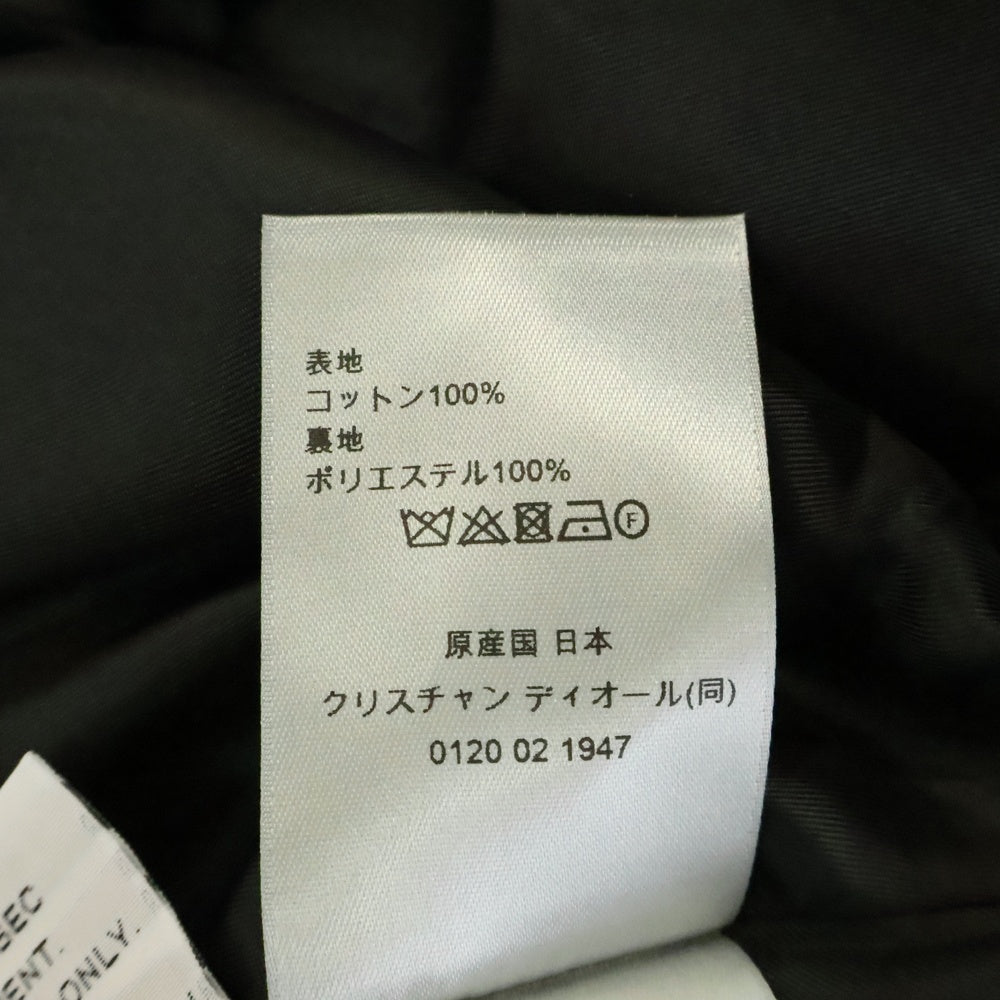 表地
コットン100%
裏地
ポリエステル100%
F
原産国 日本
クリスチャン ディオール(同)
0120 02 1947
ENT.
ONLY.